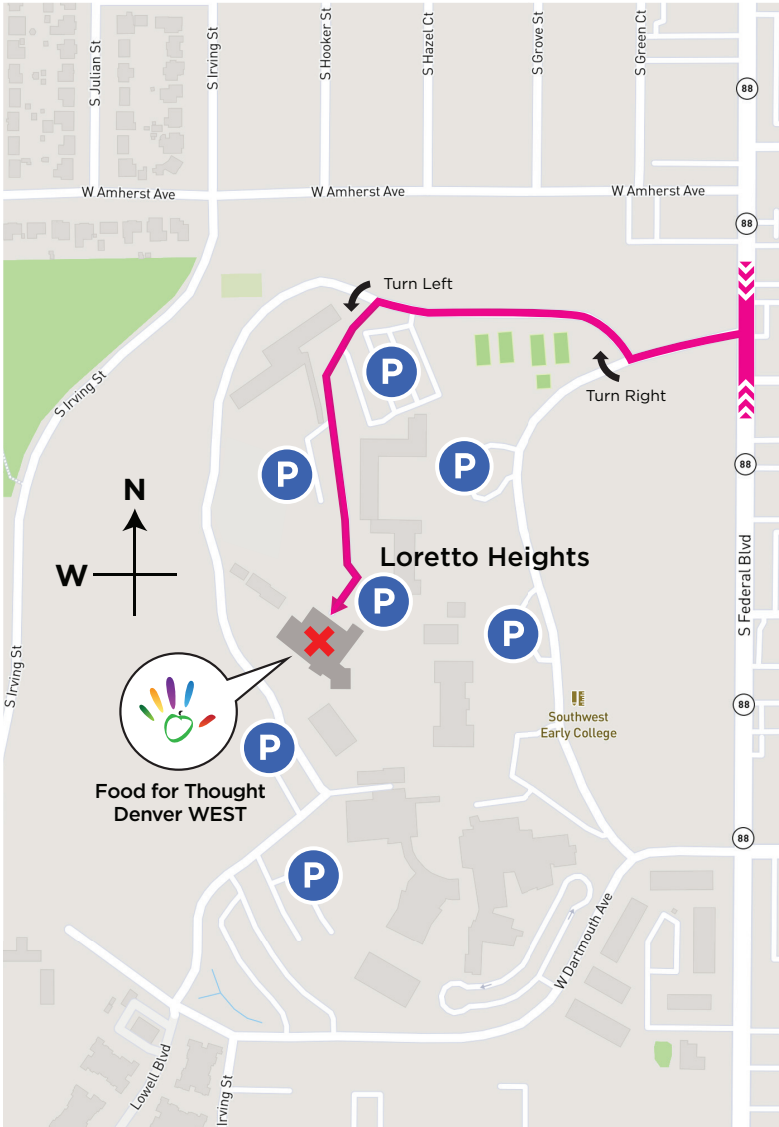 S Julian St
S Irving St
S Hooker St
S Hazel Ct
S Grove St
S Green Ct
88
W Amherst Ave
W Amherst Ave
W Amherst Ave
88
Turn Left
Turn Right
P
S Irving St
P
P
88
N
W
Loretto Heights
P
P
S Federal Blvd
S Irving St
88
Southwest
Early College
P
Food for Thought
Denver WEST
88
P
W Dartmouth Ave
Lowell Blvd
Irving St